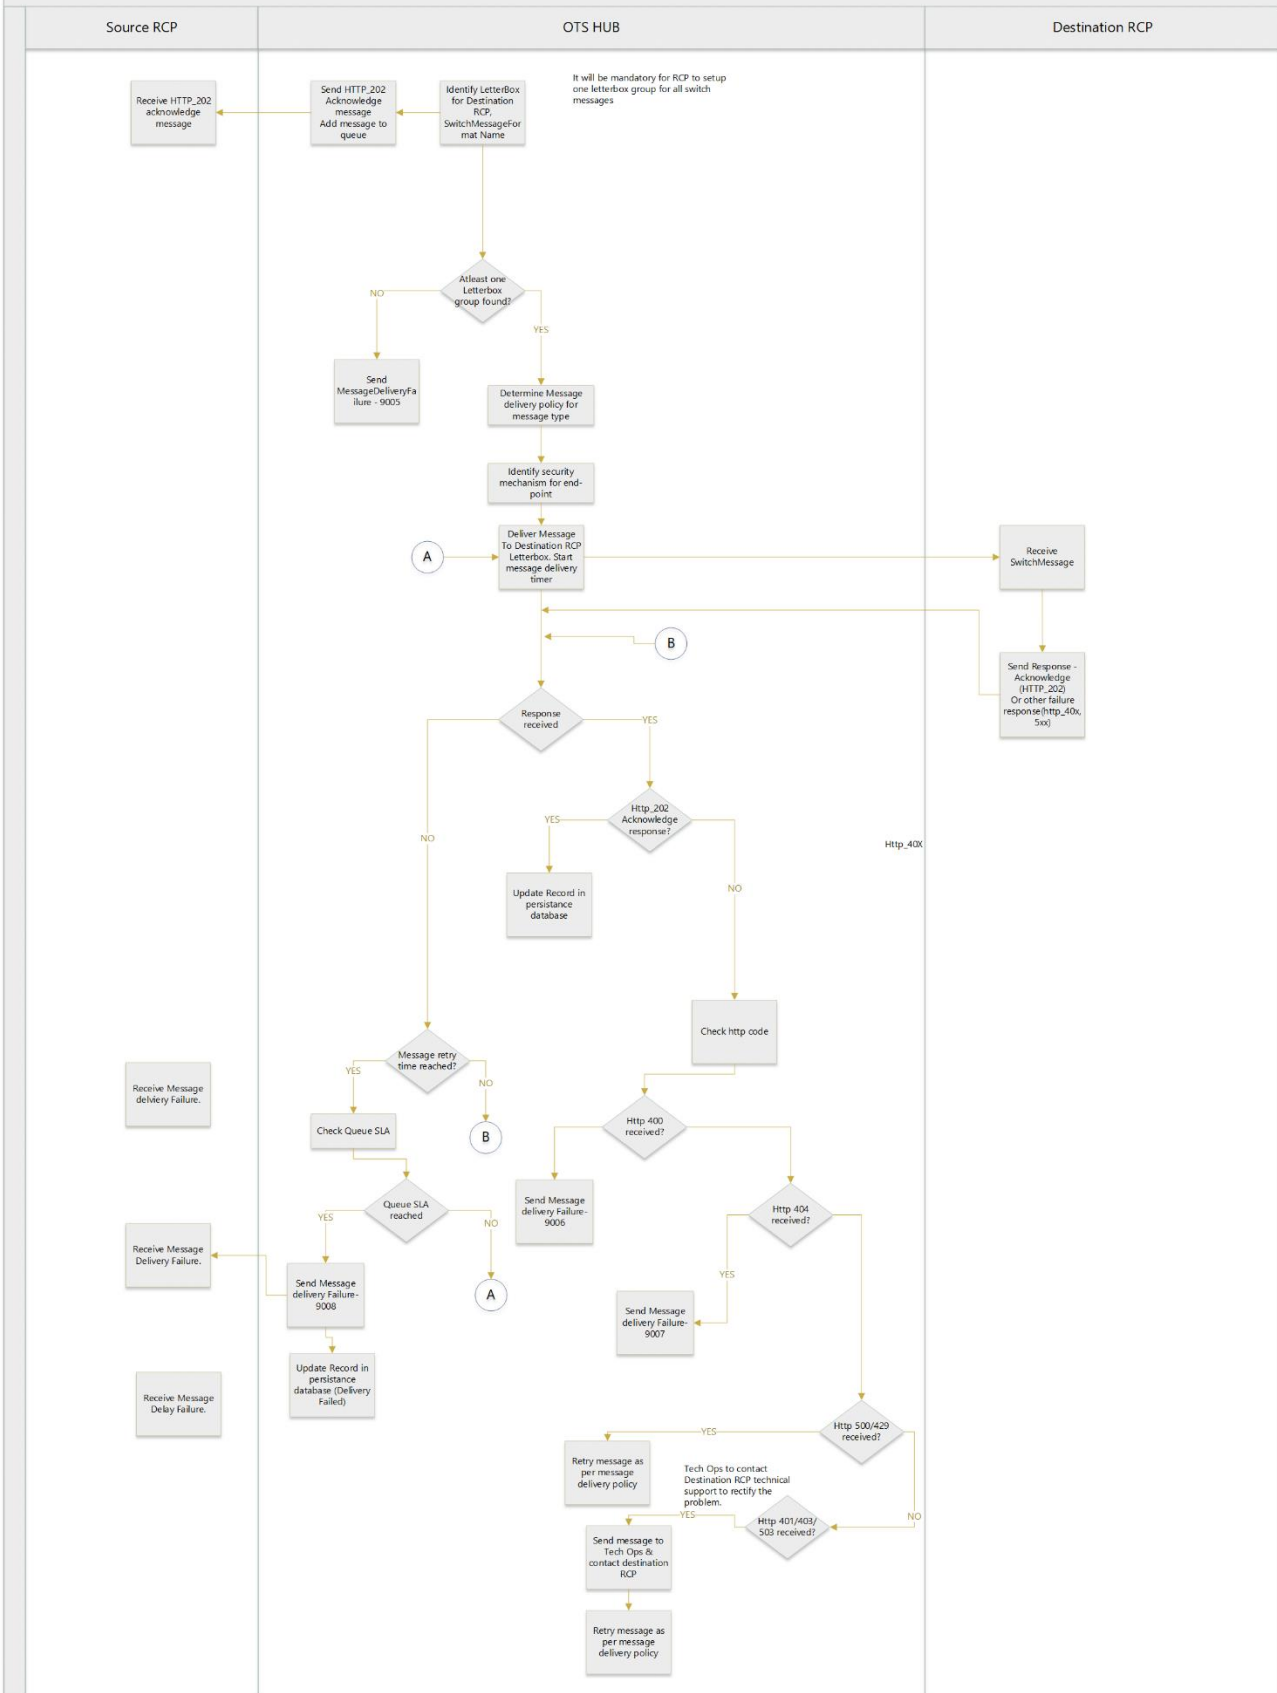 Source RCP
OTS HUB
Destination RCP
Receive HTTP_202
acknowledge
message
Send HTTP_202
Acknowledge
message
Add message to
queue
Identify LetterBox
for Destination
RCP,
SwitchMessageFor
mat Name
It will be mandatory for RCP to setup
one letterbox group for all switch
messages
Atleast one
Letterbox
group found?
NO
YES
Send
MessageDeliveryFa
ilure - 9005
Determine Message
delivery policy for
message type
Identify security
mechanism for end-
point
A
Deliver Message
To Destination RCP
Letterbox. Start
message delivery
timer
Receive
SwitchMessage
B
Send Response -
Acknowledge
(HTTP_202)
Or other failure
response(http_40x,
5xx)
Response
received
YES
NO
Http_202
Acknowledge
response?
YES
NO
Http_40X
Update Record in
persistance
database
Check http code
Message retry
time reached?
YES
NO
Receive Message
delviery Failure.
Check Queue SLA
B
Http 400
received?
Queue SLA
reached
YES
NO
Send Message
delivery Failure-
9006
Http 404
received?
YES
Receive Message
Delivery Failure.
Send Message
delivery Failure-
9008
A
Send Message
delivery Failure-
9007
Update Record in
persistance
database (Delivery
Failed)
Receive Message
Delay Failure.
Http 500/429
received?
YES
NO
Retry message as
per message
delivery policy
Tech Ops to contact
Destination RCP technical
support to rectify the
problem.
YES
Http 401/403/
503 received?
Send message to
Tech Ops &
contact destination
RCP
Retry message as
per message
delivery policy